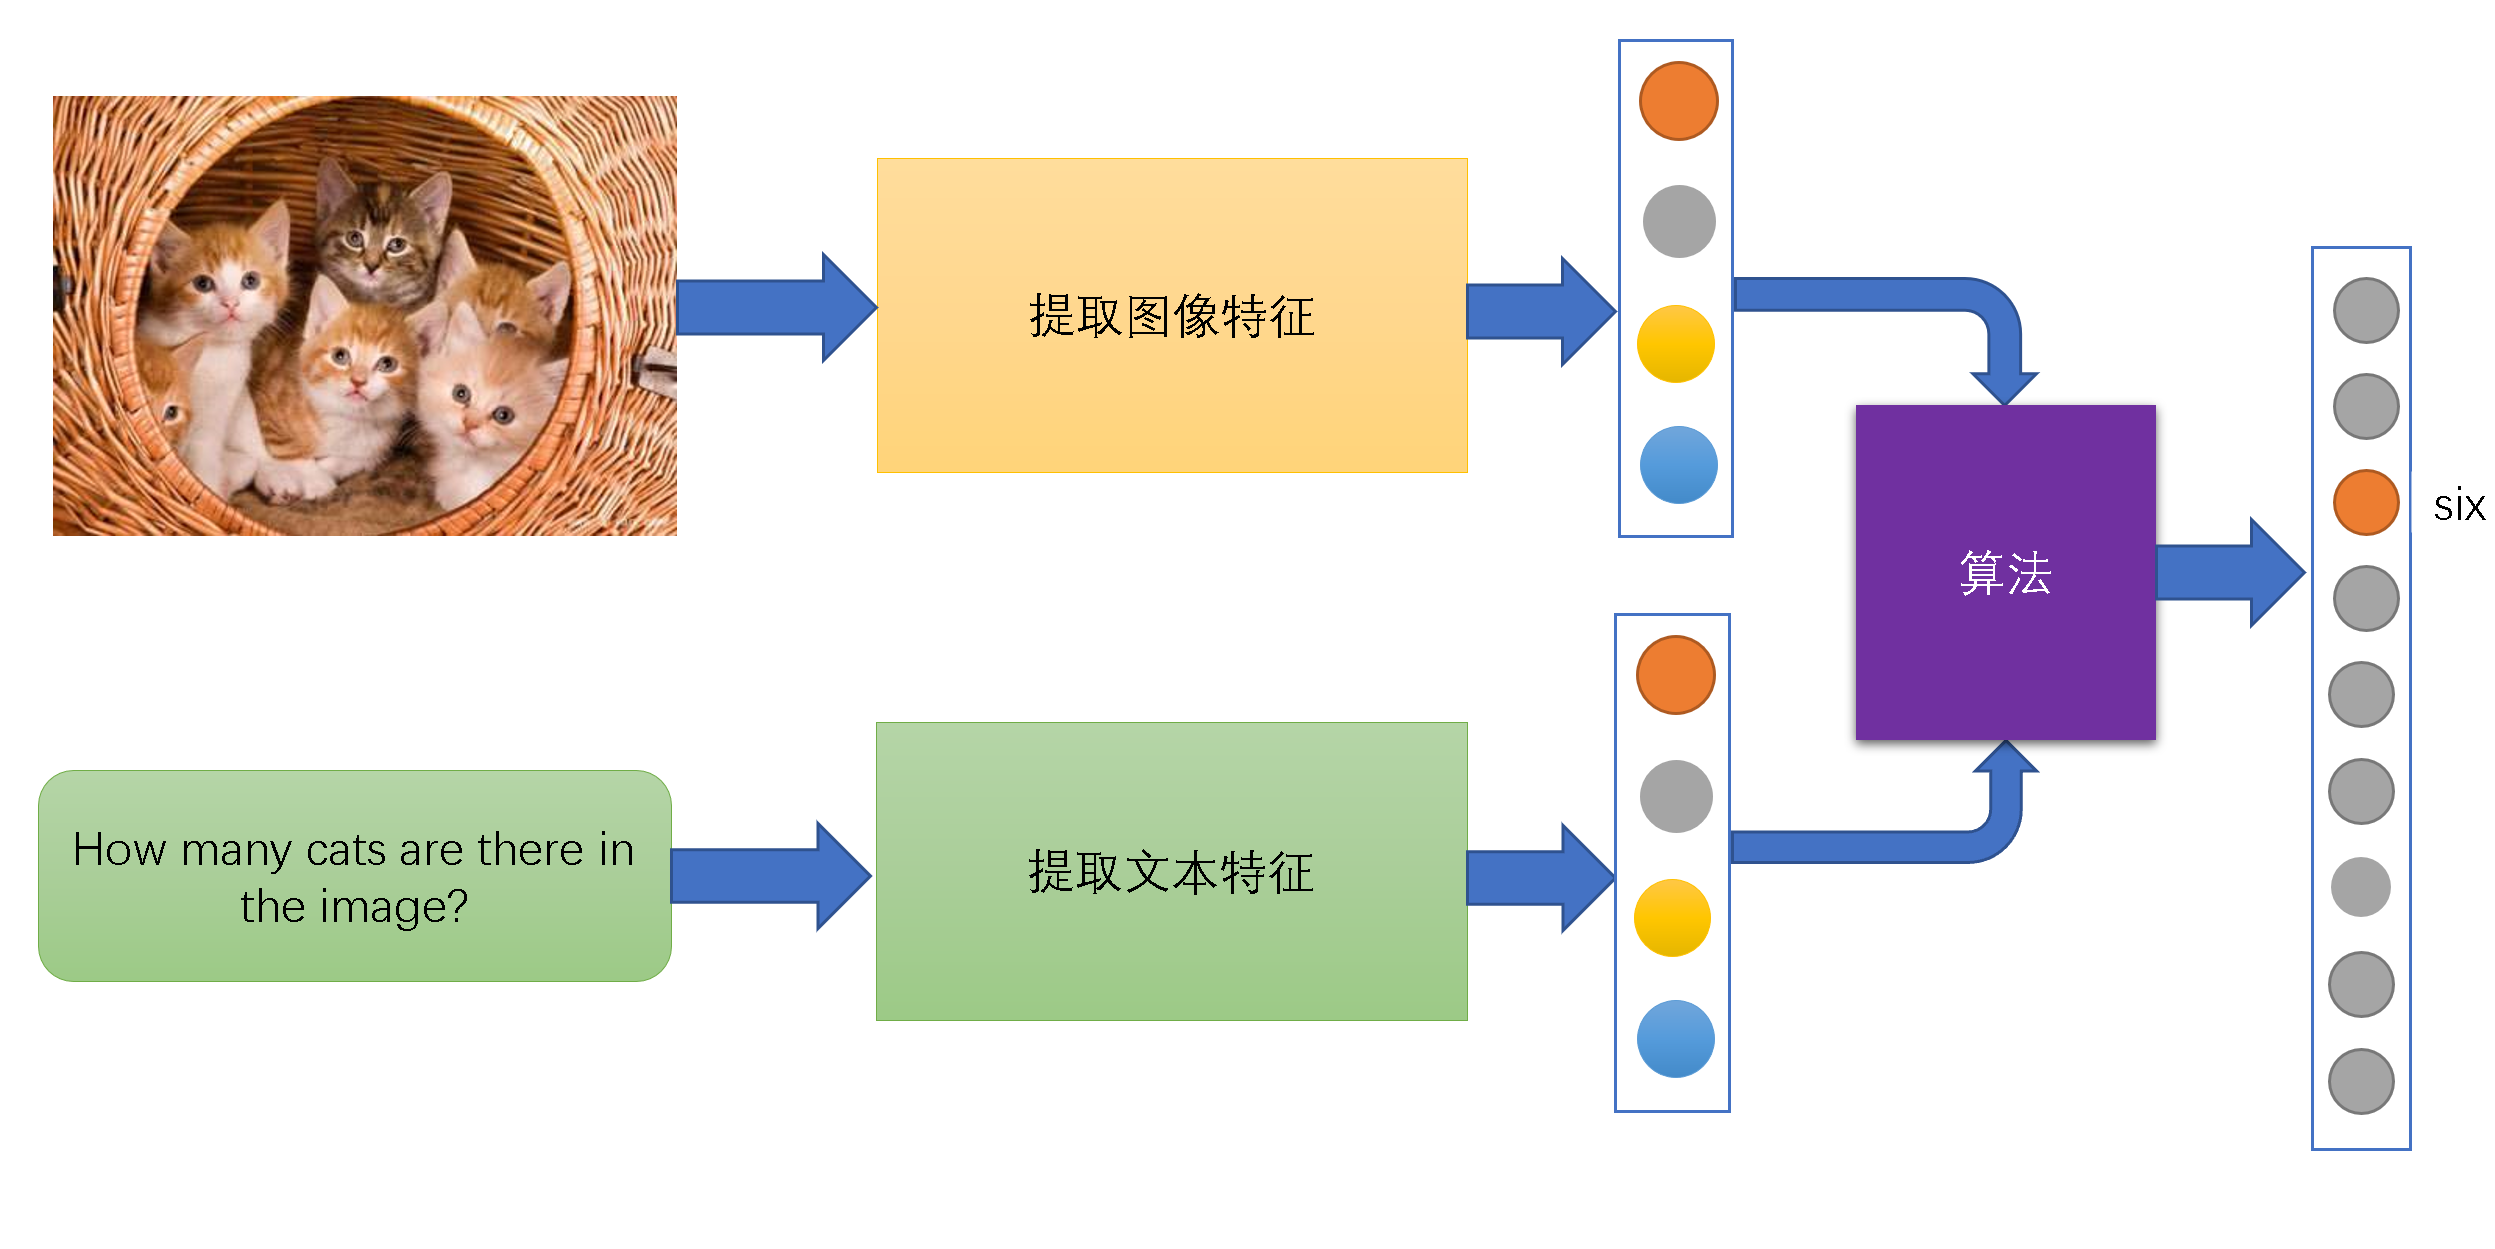 提取图像特征
six
算法
How many cats are there in
the image?
提取文本特征